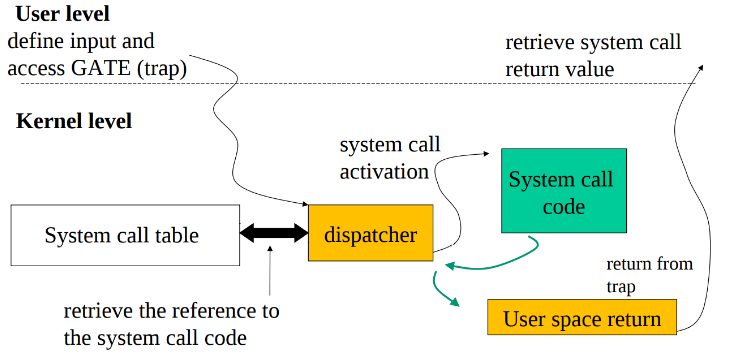 User level
define input and
access GATE (trap)
retrieve system call
return value
Kernel level
system call
activation
System call
code
System call table
dispatcher
return from
trap
retrieve the reference to
the system call code
User space return